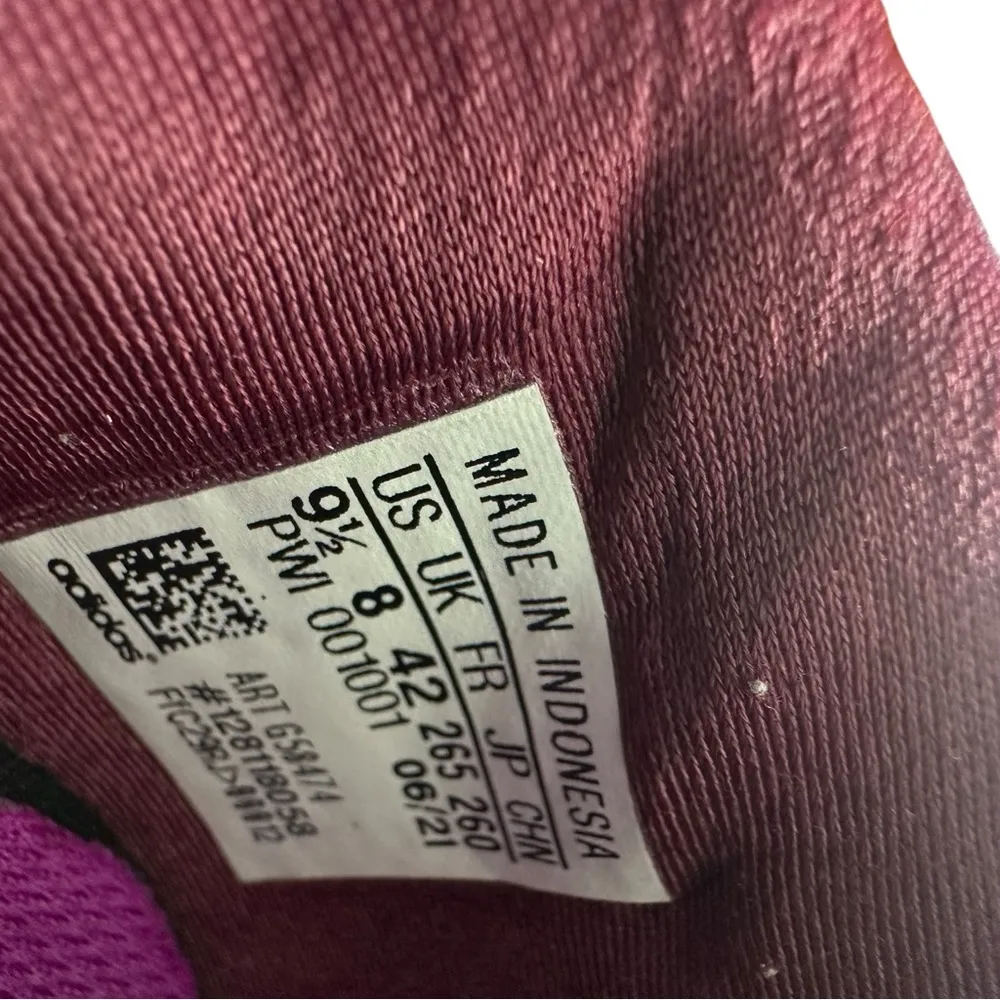 MADE IN INDONESIA
US UK FR JP CHN
9½ 8 42 265 260
PWI 001001 06/21
ART G58474
#128118058
adidas®